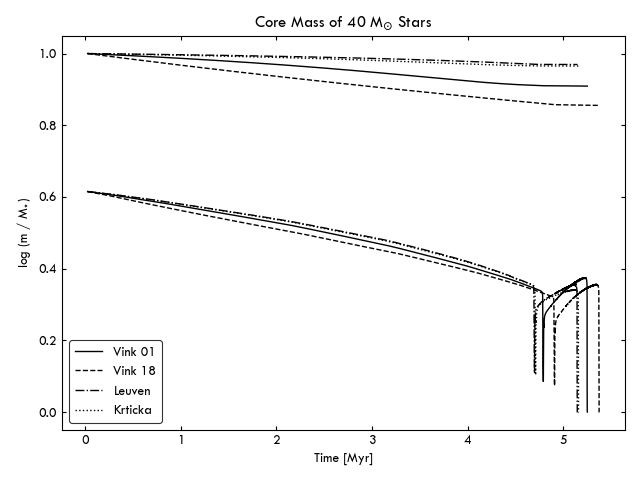 Core Mass of 40 M⊙ Stars
log (m / M⋆)
1.0
0.8
0.6
0.4
0.2
0.0
Vink 01
Vink 18
Leuven
Krticka
0 1 2 3 4 5
Time [Myr]